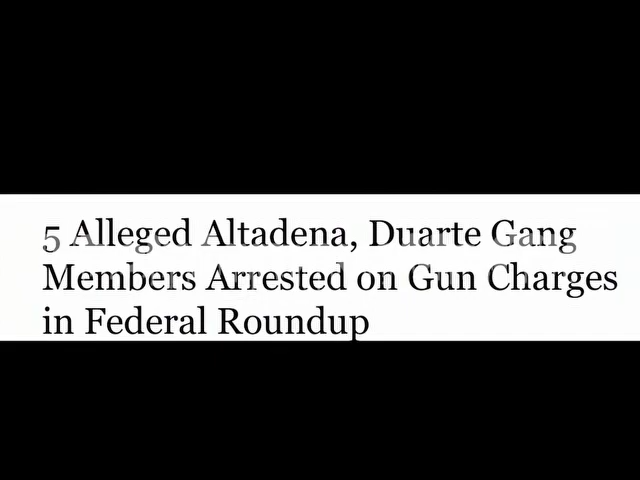 5 Alleged Altadena, Duarte Gang
Members Arrested on Gun Charges
in Federal Roundup